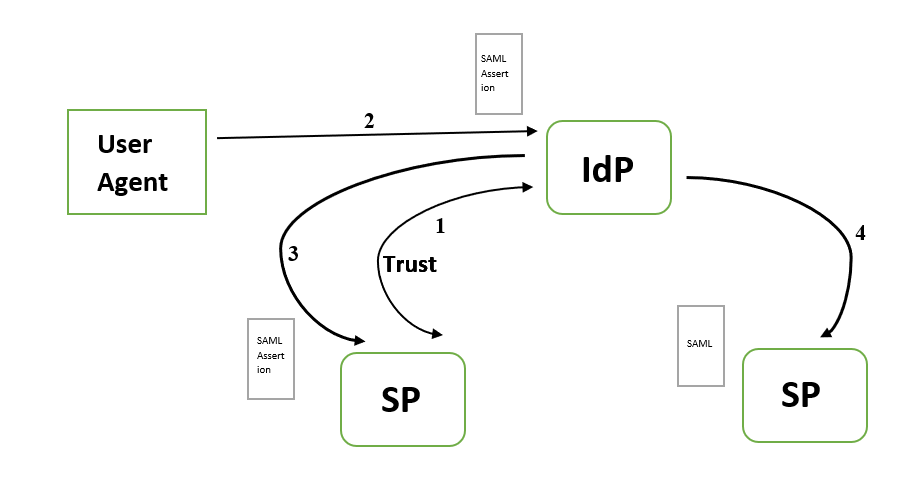 SAML
Assert
ion
2
User
Agent
IdP
1
3
Trust
4
SAML
Assert
ion
SAML
SP
SP